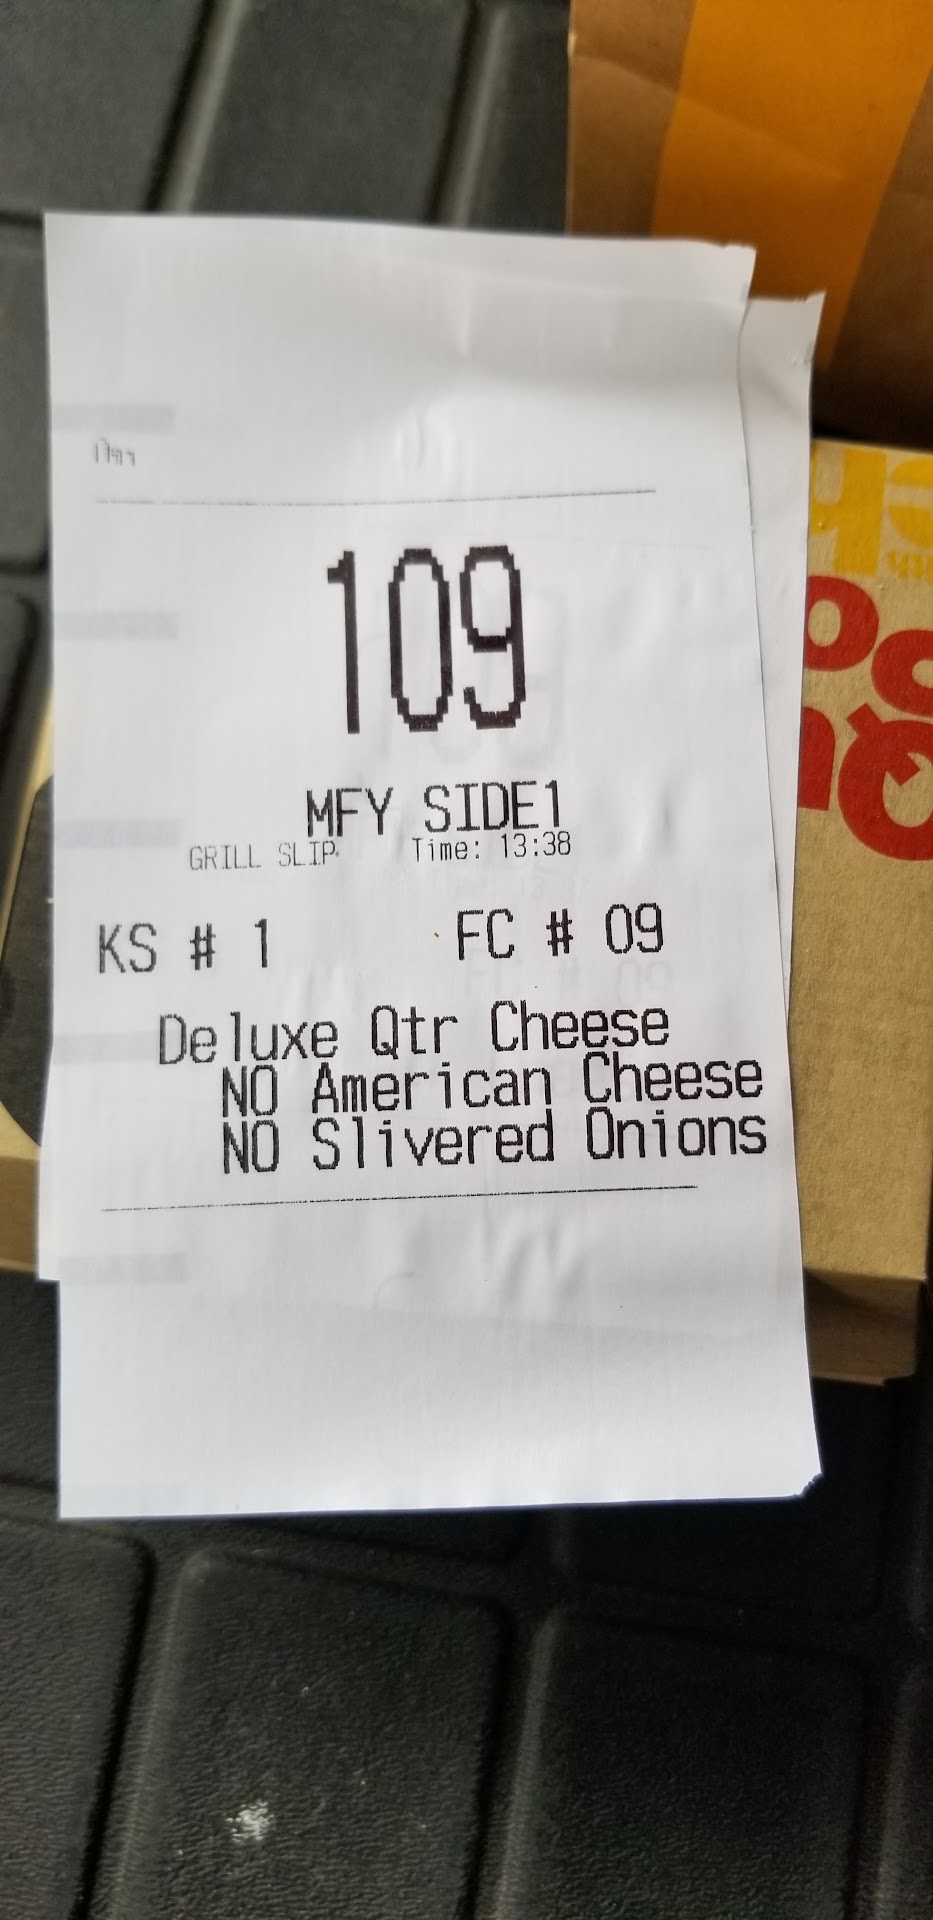 109
MFY SIDE1
GRILL SLIP Time: 13:38
KS # 1 FC # 09
Deluxe Qtr Cheese
NO American Cheese
NO Slivered Onions